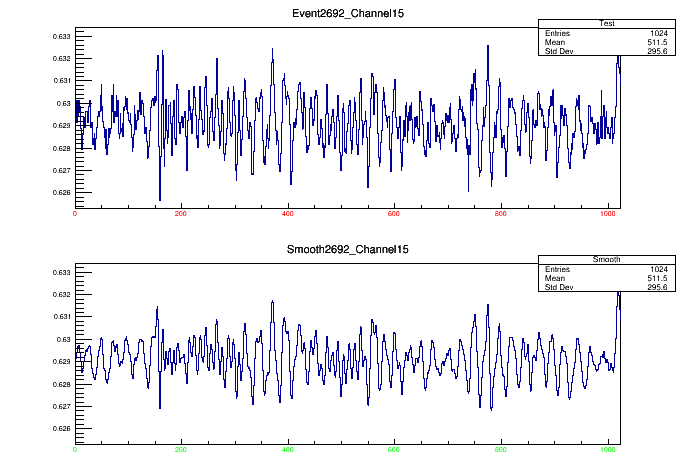 Event2692_Channel15
Test
Entries 1024
Mean 511.5
Std Dev 295.6
0.633
0.632
0.631
0.63
0.629
0.628
0.627
0.626
0 200 400 600 800 1000
Smooth2692_Channel15
Smooth
Entries 1024
Mean 511.5
Std Dev 295.6
0.633
0.632
0.631
0.63
0.629
0.628
0.627
0.626
0 200 400 600 800 1000